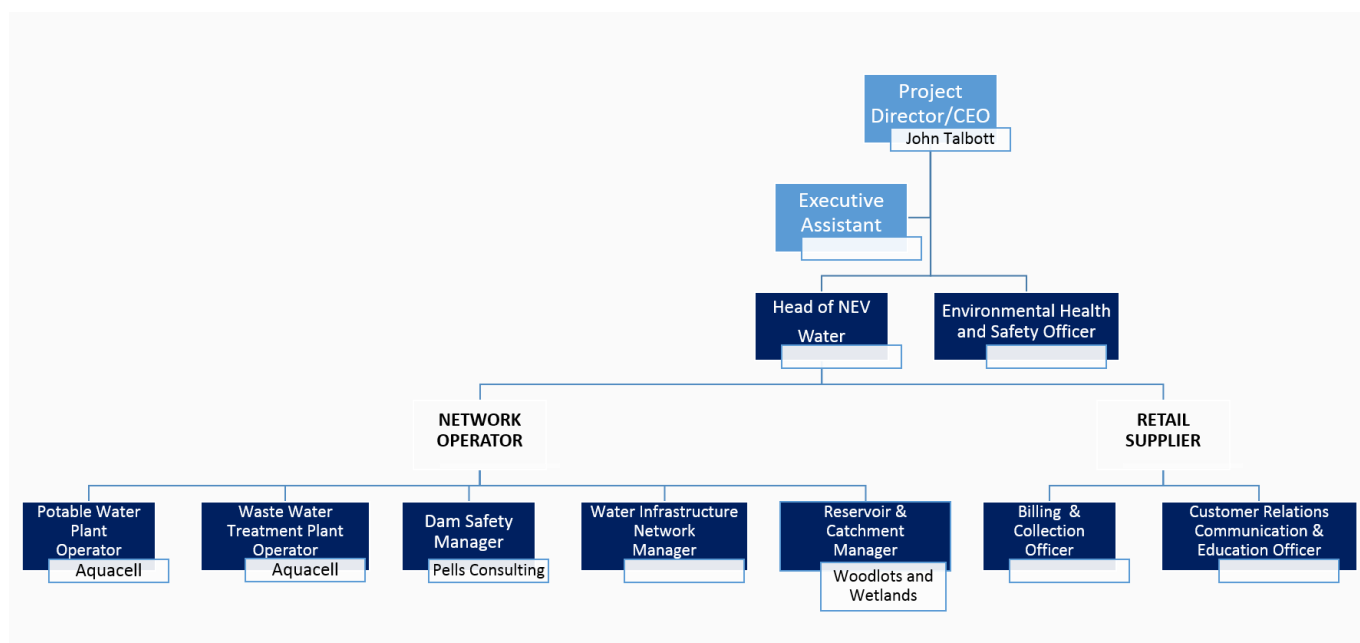 Project
Director/CEO
John Talbott
Executive
Assistant
Head of NEV
Water
Environmental Health
and Safety Officer
NETWORK
OPERATOR
RETAIL
SUPPLIER
Potable Water
Plant
Operator
Aquacell
Waste Water
Treatment Plant
Operator
Aquacell
Dam Safety
Manager
Pells Consulting
Water Infrastructure
Network
Manager
Reservoir &
Catchment
Manager
Woodlots and
Wetlands
Billing &
Collection
Officer
Customer Relations
Communication &
Education Officer